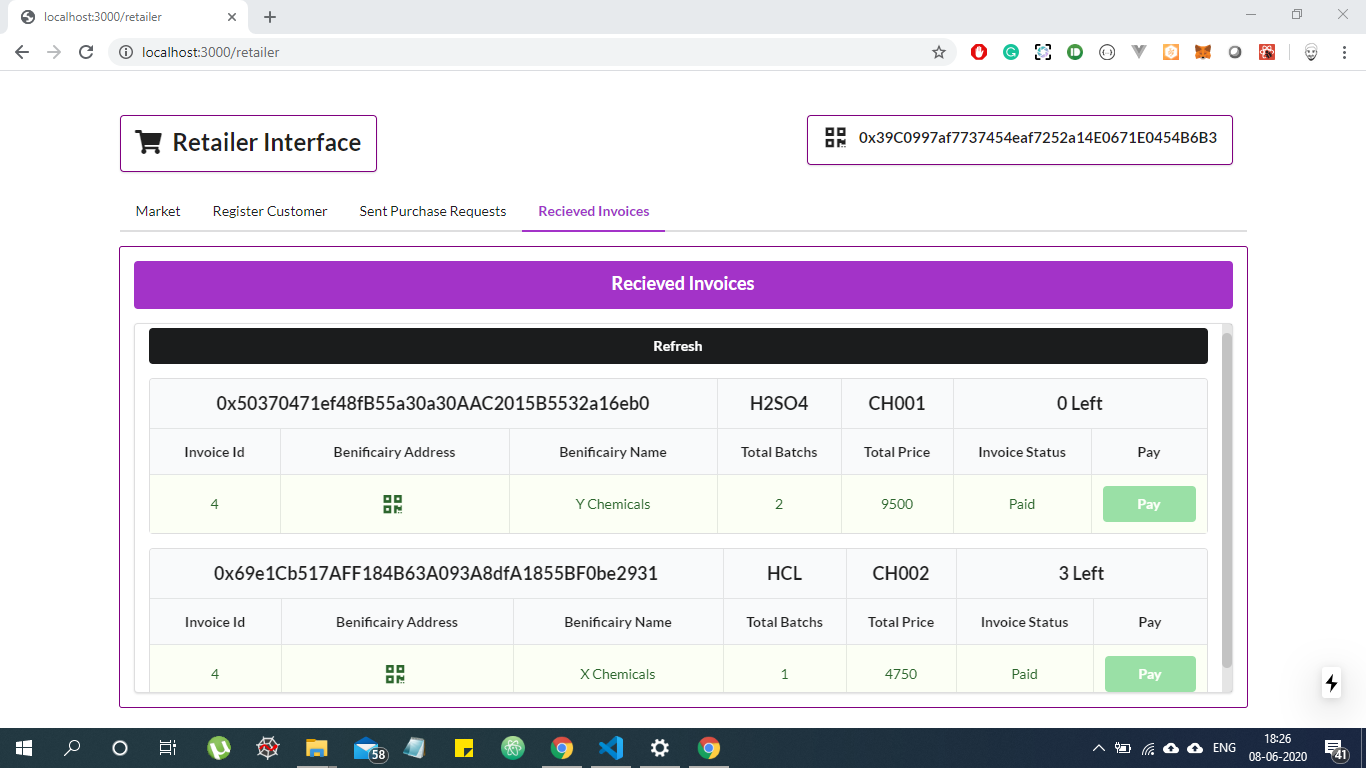 localhost:3000/retailer
localhost:3000/retailer
Retailer Interface
0x39C0997af7737454eaf7252a14E0671E0454B6B3
Market Register Customer Sent Purchase Requests Recieved Invoices
Recieved Invoices
Refresh
0x50370471ef48fB55a30a30AAC2015B5532a16eb0 H2SO4 CH001 0 Left
Invoice Id Benificairy Address Benificairy Name Total Batchs Total Price Invoice Status Pay
4 Y Chemicals 2 9500 Paid Pay
0x69e1Cb517AFF184B63A093A8dfA1855BF0be2931 HCL CH002 3 Left
Invoice Id Benificairy Address Benificairy Name Total Batchs Total Price Invoice Status Pay
4 X Chemicals 1 4750 Paid Pay
58
ENG
18:26
08-06-2020
41